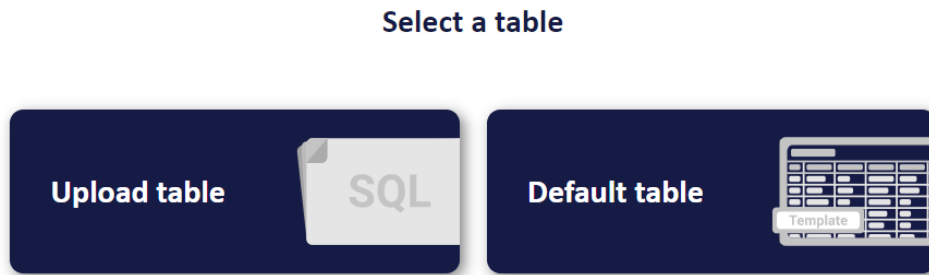 Select a table
Upload table
SQL
Default table
Template